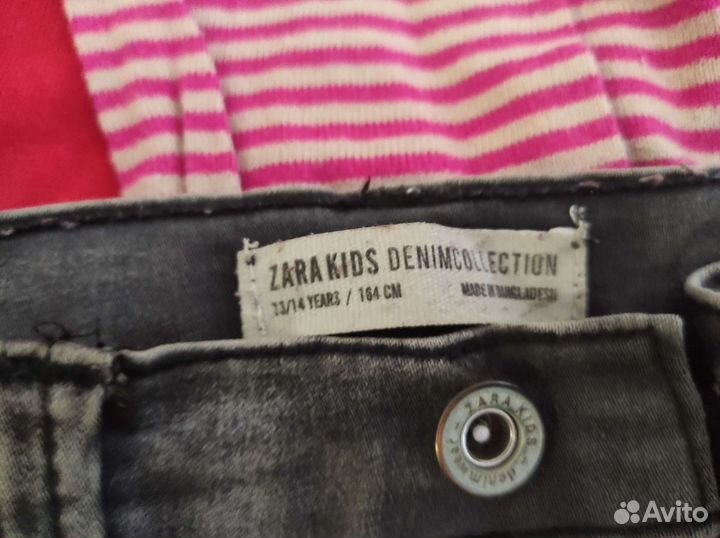 ZARA KIDS DENIMCOLLECTION
13/14 YEARS / 164 CM
MADE IN BANGLADESH
ZARA KIDS - denimwear -
Avito